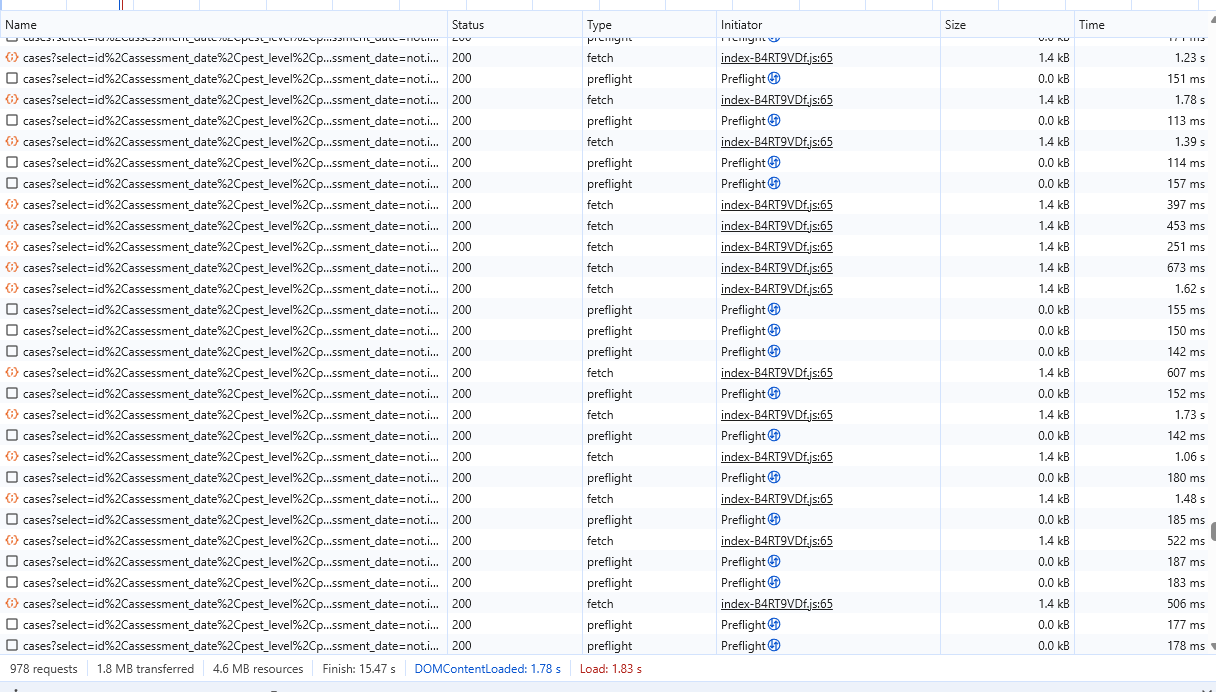 Name Status Type Initiator Size Time
cases?select=id%2Cassessment_date%2Cpest_level%2Cp...ssment_date=not.i... 200 preflight Preflight 0.0 kB 171 ms
cases?select=id%2Cassessment_date%2Cpest_level%2Cp...ssment_date=not.i... 200 fetch index-B4RT9VDf.js:65 1.4 kB 1.23 s
cases?select=id%2Cassessment_date%2Cpest_level%2Cp...ssment_date=not.i... 200 preflight Preflight 0.0 kB 151 ms
cases?select=id%2Cassessment_date%2Cpest_level%2Cp...ssment_date=not.i... 200 fetch index-B4RT9VDf.js:65 1.4 kB 1.78 s
cases?select=id%2Cassessment_date%2Cpest_level%2Cp...ssment_date=not.i... 200 preflight Preflight 0.0 kB 113 ms
cases?select=id%2Cassessment_date%2Cpest_level%2Cp...ssment_date=not.i... 200 fetch index-B4RT9VDf.js:65 1.4 kB 1.39 s
cases?select=id%2Cassessment_date%2Cpest_level%2Cp...ssment_date=not.i... 200 preflight Preflight 0.0 kB 114 ms
cases?select=id%2Cassessment_date%2Cpest_level%2Cp...ssment_date=not.i... 200 preflight Preflight 0.0 kB 157 ms
cases?select=id%2Cassessment_date%2Cpest_level%2Cp...ssment_date=not.i... 200 fetch index-B4RT9VDf.js:65 1.4 kB 397 ms
cases?select=id%2Cassessment_date%2Cpest_level%2Cp...ssment_date=not.i... 200 fetch index-B4RT9VDf.js:65 1.4 kB 453 ms
cases?select=id%2Cassessment_date%2Cpest_level%2Cp...ssment_date=not.i... 200 fetch index-B4RT9VDf.js:65 1.4 kB 251 ms
cases?select=id%2Cassessment_date%2Cpest_level%2Cp...ssment_date=not.i... 200 fetch index-B4RT9VDf.js:65 1.4 kB 673 ms
cases?select=id%2Cassessment_date%2Cpest_level%2Cp...ssment_date=not.i... 200 fetch index-B4RT9VDf.js:65 1.4 kB 1.62 s
cases?select=id%2Cassessment_date%2Cpest_level%2Cp...ssment_date=not.i... 200 preflight Preflight 0.0 kB 155 ms
cases?select=id%2Cassessment_date%2Cpest_level%2Cp...ssment_date=not.i... 200 preflight Preflight 0.0 kB 150 ms
cases?select=id%2Cassessment_date%2Cpest_level%2Cp...ssment_date=not.i... 200 preflight Preflight 0.0 kB 142 ms
cases?select=id%2Cassessment_date%2Cpest_level%2Cp...ssment_date=not.i... 200 fetch index-B4RT9VDf.js:65 1.4 kB 607 ms
cases?select=id%2Cassessment_date%2Cpest_level%2Cp...ssment_date=not.i... 200 preflight Preflight 0.0 kB 152 ms
cases?select=id%2Cassessment_date%2Cpest_level%2Cp...ssment_date=not.i... 200 fetch index-B4RT9VDf.js:65 1.4 kB 1.73 s
cases?select=id%2Cassessment_date%2Cpest_level%2Cp...ssment_date=not.i... 200 preflight Preflight 0.0 kB 142 ms
cases?select=id%2Cassessment_date%2Cpest_level%2Cp...ssment_date=not.i... 200 fetch index-B4RT9VDf.js:65 1.4 kB 1.06 s
cases?select=id%2Cassessment_date%2Cpest_level%2Cp...ssment_date=not.i... 200 preflight Preflight 0.0 kB 180 ms
cases?select=id%2Cassessment_date%2Cpest_level%2Cp...ssment_date=not.i... 200 fetch index-B4RT9VDf.js:65 1.4 kB 1.48 s
cases?select=id%2Cassessment_date%2Cpest_level%2Cp...ssment_date=not.i... 200 preflight Preflight 0.0 kB 185 ms
cases?select=id%2Cassessment_date%2Cpest_level%2Cp...ssment_date=not.i... 200 fetch index-B4RT9VDf.js:65 1.4 kB 522 ms
cases?select=id%2Cassessment_date%2Cpest_level%2Cp...ssment_date=not.i... 200 preflight Preflight 0.0 kB 187 ms
cases?select=id%2Cassessment_date%2Cpest_level%2Cp...ssment_date=not.i... 200 preflight Preflight 0.0 kB 183 ms
cases?select=id%2Cassessment_date%2Cpest_level%2Cp...ssment_date=not.i... 200 fetch index-B4RT9VDf.js:65 1.4 kB 506 ms
cases?select=id%2Cassessment_date%2Cpest_level%2Cp...ssment_date=not.i... 200 preflight Preflight 0.0 kB 177 ms
cases?select=id%2Cassessment_date%2Cpest_level%2Cp...ssment_date=not.i... 200 preflight Preflight 0.0 kB 178 ms
978 requests 1.8 MB transferred 4.6 MB resources Finish: 15.47 s DOMContentLoaded: 1.78 s Load: 1.83 s